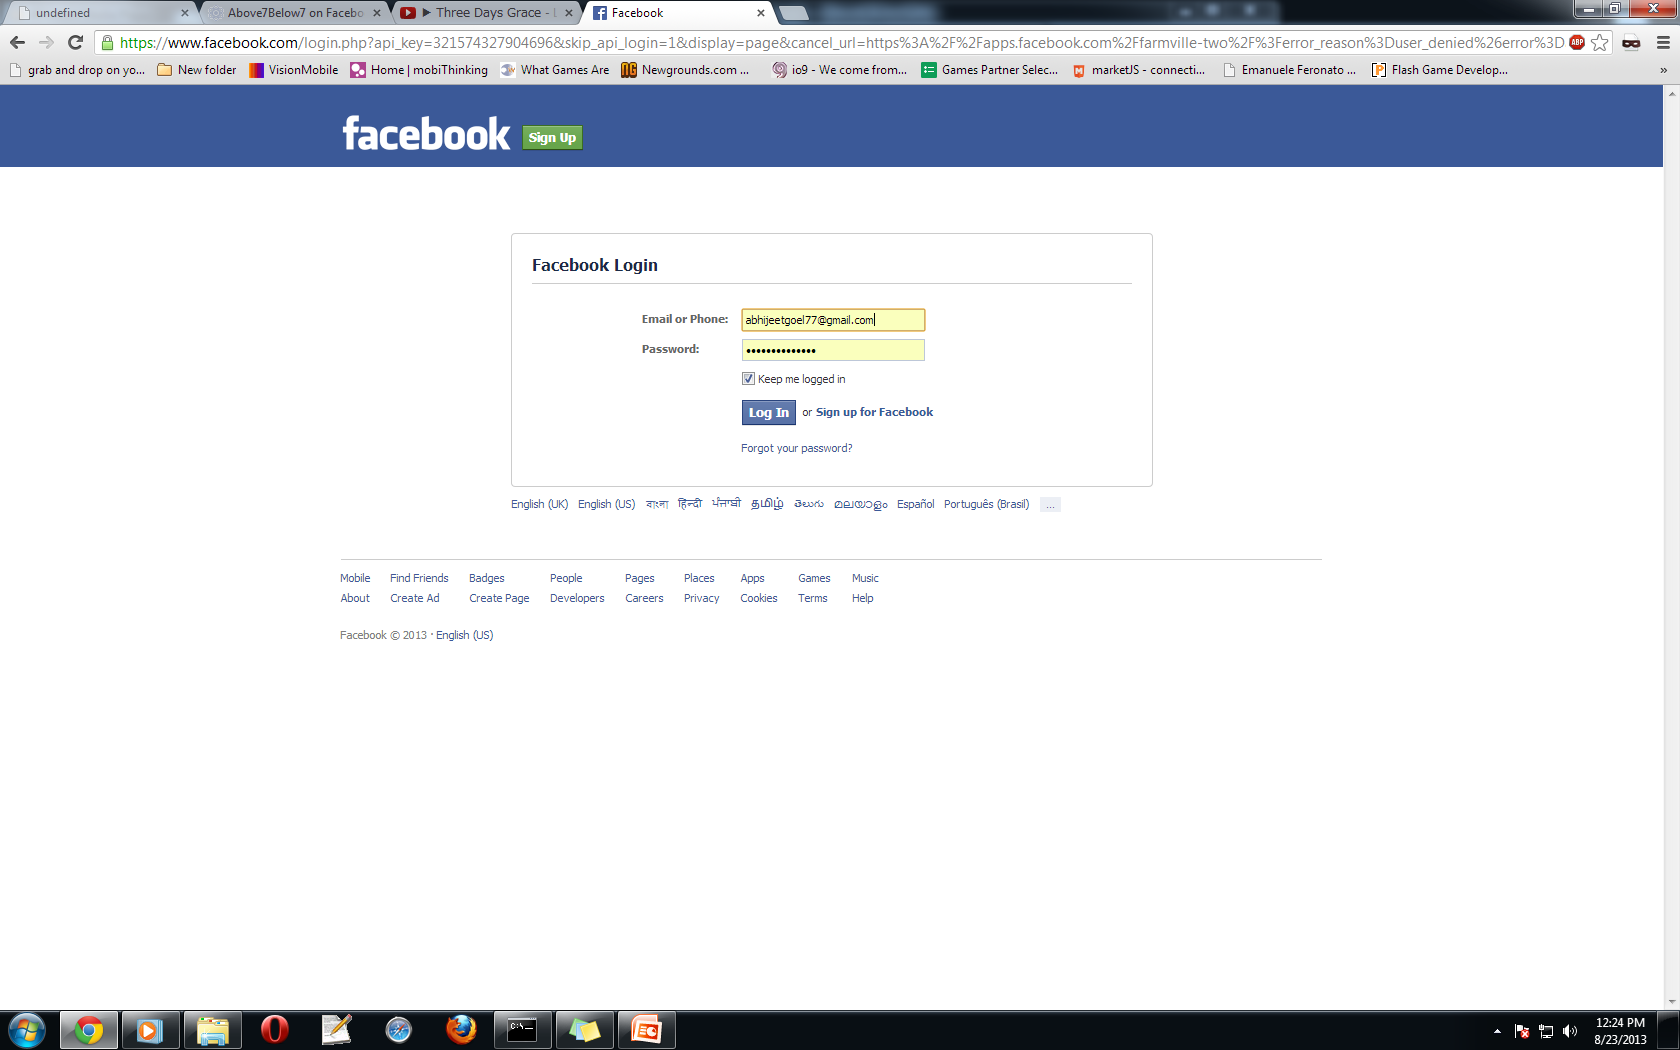 undefined
Above7Below7 on Facebo
▶ Three Days Grace - L
Facebook
https://www.facebook.com/login.php?api_key=321574327904696&skip_api_login=1&display=page&cancel_url=https%3A%2F%2Fapps.facebook.com%2Ffarmville-two%2F%3Ferror_reason%3Duser_denied%26error%3D
ABP
grab and drop on yo... New folder VisionMobile Home | mobiThinking What Games Are Newgrounds.com ... io9 - We come from... Games Partner Selec... marketJS - connecti... Emanuele Feronato ... Flash Game Develop... »
facebook Sign Up
Facebook Login
Email or Phone: abhijeetgoel77@gmail.com
Password: ••••••••••••••
Keep me logged in
Log In or Sign up for Facebook
Forgot your password?
English (UK) English (US) বাংলা हिन्दी ਪੰਜਾਬੀ தமிழ் తెలుగు മലയാളം Español Português (Brasil) ...
Mobile Find Friends Badges People Pages Places Apps Games Music
About Create Ad Create Page Developers Careers Privacy Cookies Terms Help
Facebook © 2013 · English (US)
C:\_
12:24 PM
8/23/2013